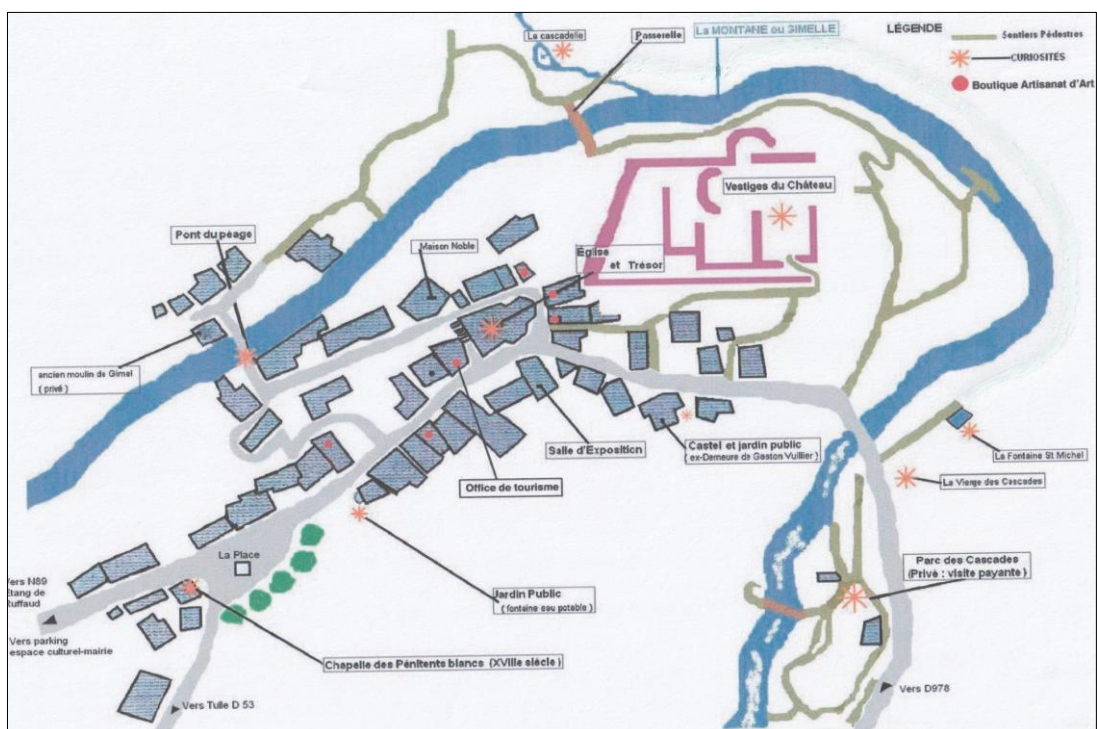 La cascadelle
Passerelle
La MONTANE ou GIMELLE
LÉGENDE
Sentiers Pédestres
CURIOSITÉS
Boutique Artisanat d'Art
Vestiges du Château
Pont du péage
Maison Noble
Église
et Trésor
ancien moulin de Gimel
( privé )
Salle d'Exposition
Castel et jardin public
( ex-Demeure de Gaston Vuillier )
La Fontaine St Michel
La Vierge des Cascades
Office de tourisme
La Place
Parc des Cascades
(Privé : visite payante )
Jardin Public
( fontaine eau potable )
Vers N89
Etang de
Ruffaud
Vers parking
espace culturel-mairie
Chapelle des Pénitents blancs (XVIIIe siècle)
Vers Tulle D 53
Vers D978